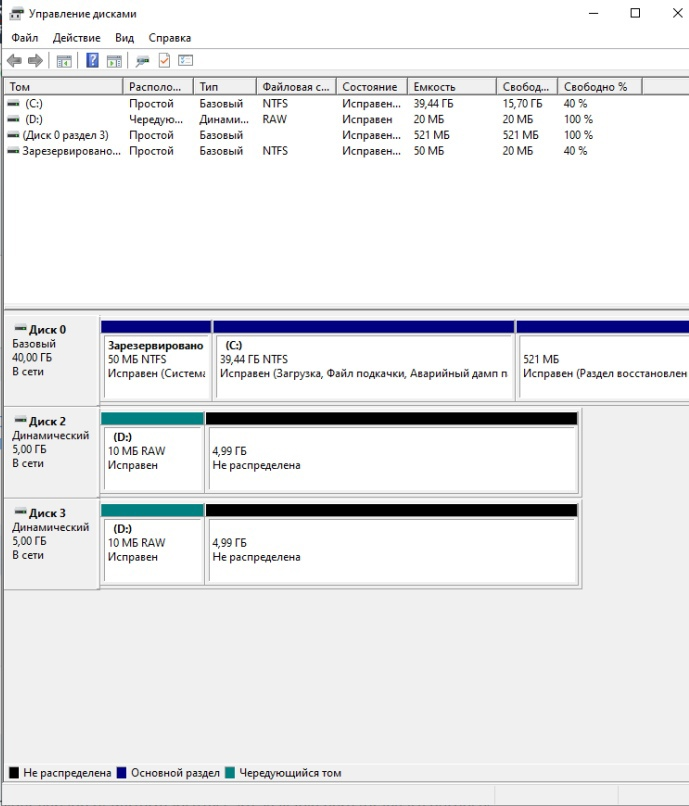 Управление дисками
Файл Действие Вид Справка
Том Располо... Тип Файловая с... Состояние Емкость Свобод... Свободно %
(C:) Простой Базовый NTFS Исправен... 39,44 ГБ 15,70 ГБ 40 %
(D:) Чередую... Динами... RAW Исправен 20 МБ 20 МБ 100 %
(Диск 0 раздел 3) Простой Базовый Исправен... 521 МБ 521 МБ 100 %
Зарезервировано... Простой Базовый NTFS Исправен... 50 МБ 20 МБ 40 %
Диск 0
Базовый
40,00 ГБ
В сети
Зарезервировано
50 МБ NTFS
Исправен (Система
(C:)
39,44 ГБ NTFS
Исправен (Загрузка, Файл подкачки, Аварийный дамп п
521 МБ
Исправен (Раздел восстановлен
Диск 2
Динамический
5,00 ГБ
В сети
(D:)
10 МБ RAW
Исправен
4,99 ГБ
Не распределена
Диск 3
Динамический
5,00 ГБ
В сети
(D:)
10 МБ RAW
Исправен
4,99 ГБ
Не распределена
Не распределена Основной раздел Чередующийся том